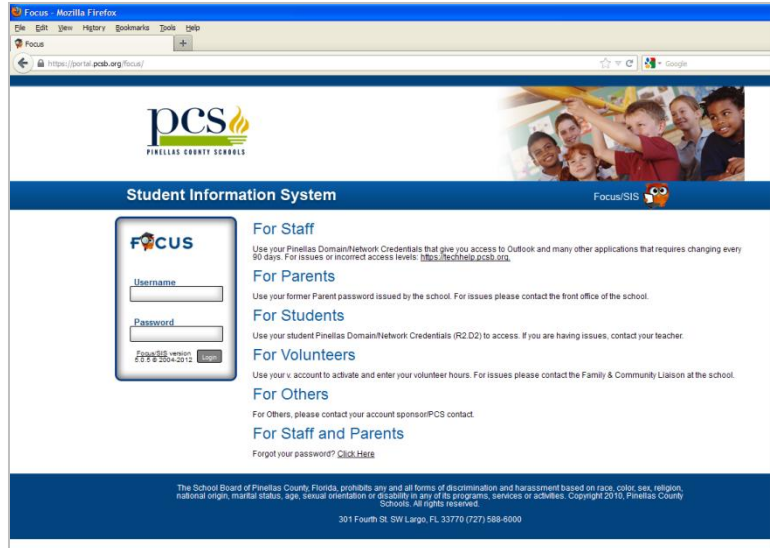 Focus - Mozilla Firefox
File Edit View History Bookmarks Tools Help
Focus +
https://portal.pcsb.org/focus/ Google
pcs
PINELLAS COUNTY SCHOOLS
Student Information System Focus/SIS
FOCUS
Username
Password
Focus/SIS version
5.0.5 © 2004-2012 Login
For Staff
Use your Pinellas Domain/Network Credentials that give you access to Outlook and many other applications that requires changing every
90 days. For issues or incorrect access levels: https://techhelp.pcsb.org.
For Parents
Use your former Parent password issued by the school. For issues please contact the front office of the school.
For Students
Use your student Pinellas Domain/Network Credentials (R2.D2) to access. If you are having issues, contact your teacher.
For Volunteers
Use your v. account to activate and enter your volunteer hours. For issues please contact the Family & Community Liaison at the school.
For Others
For Others, please contact your account sponsor/PCS contact.
For Staff and Parents
Forgot your password? Click Here
The School Board of Pinellas County, Florida, prohibits any and all forms of discrimination and harassment based on race, color, sex, religion,
national origin, marital status, age, sexual orientation or disability in any of its programs, services or activities. Copyright 2010, Pinellas County
Schools. All rights reserved.
301 Fourth St. SW Largo, FL 33770 (727) 588-6000